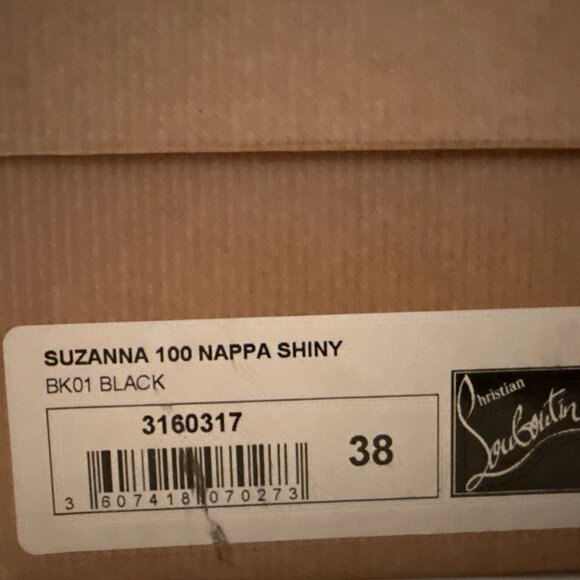 SUZANNA 100 NAPPA SHINY
BK01 BLACK
3160317
38
3 607418 070273
Christian
Louboutin